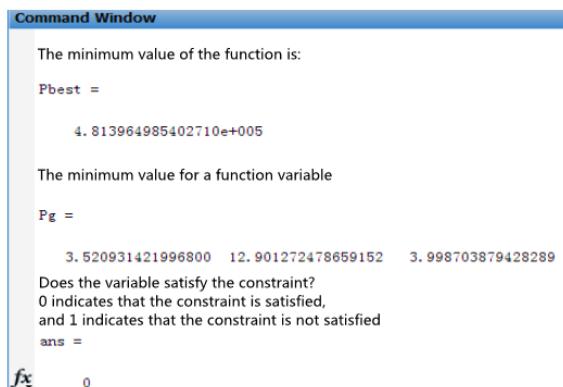 Command Window
The minimum value of the function is:
Pbest =
4.813964985402710e+005
The minimum value for a function variable
Pg =
3.520931421996800 12.901272478659152 3.998703879428289
Does the variable satisfy the constraint?
0 indicates that the constraint is satisfied,
and 1 indicates that the constraint is not satisfied
ans =
fx 0